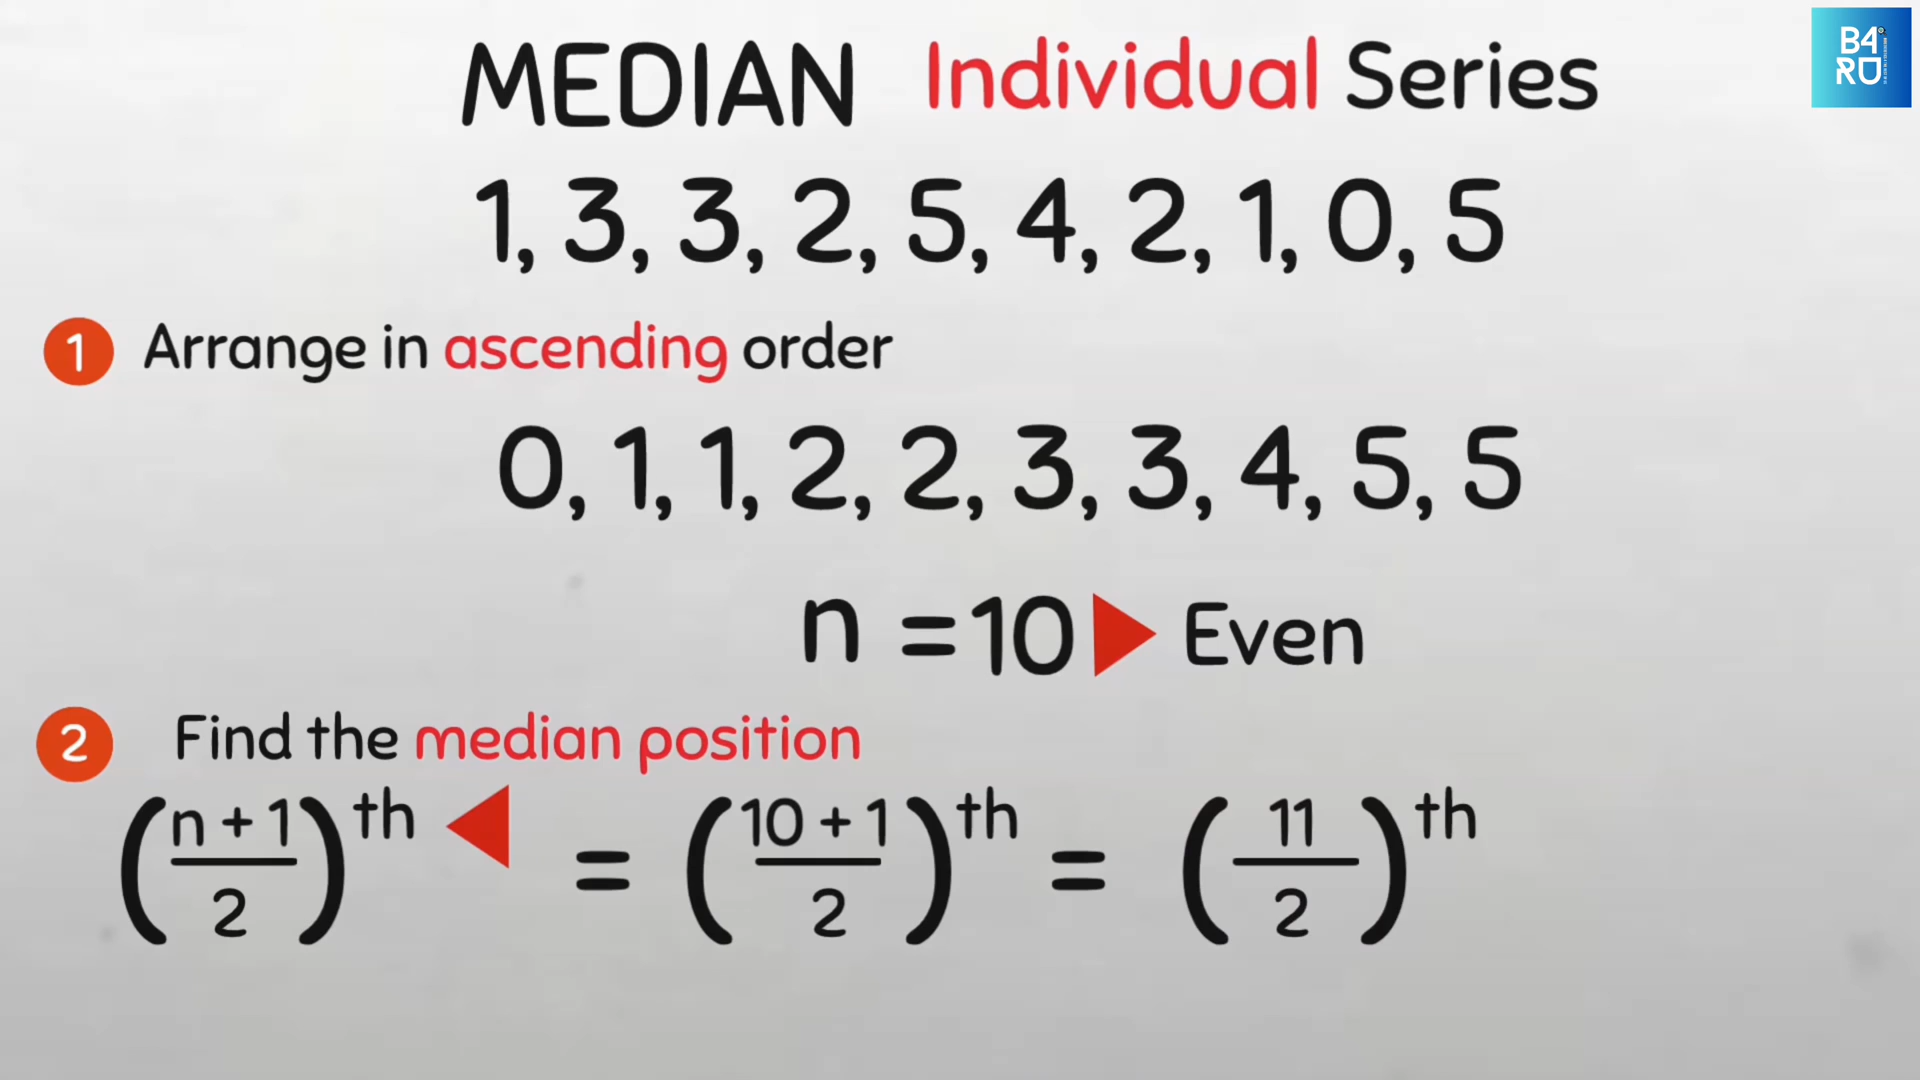 MEDIAN Individual Series
B4
RU
1, 3, 3, 2, 5, 4, 2, 1, 0, 5
1 Arrange in ascending order
0, 1, 1, 2, 2, 3, 3, 4, 5, 5
n = 10 Even
2 Find the median position
(n + 1 / 2)th = (10 + 1 / 2)th = (11 / 2)th